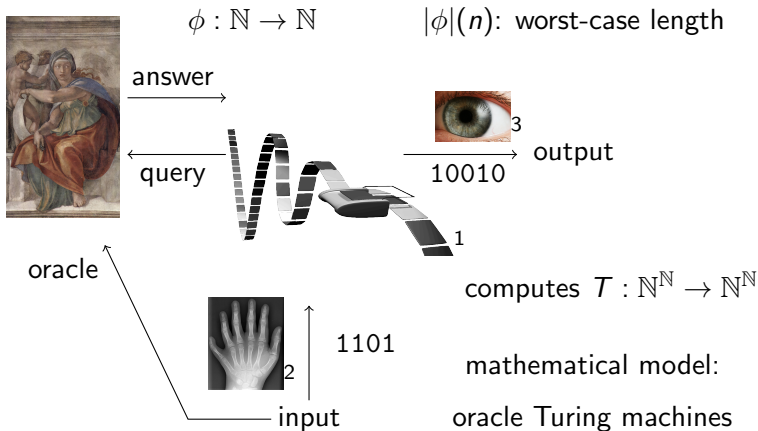 ϕ : ℕ → ℕ
|ϕ|(n): worst-case length
answer
3
query
10010
output
1
oracle
computes T : ℕ^ℕ → ℕ^ℕ
1101
2
mathematical model:
input
oracle Turing machines